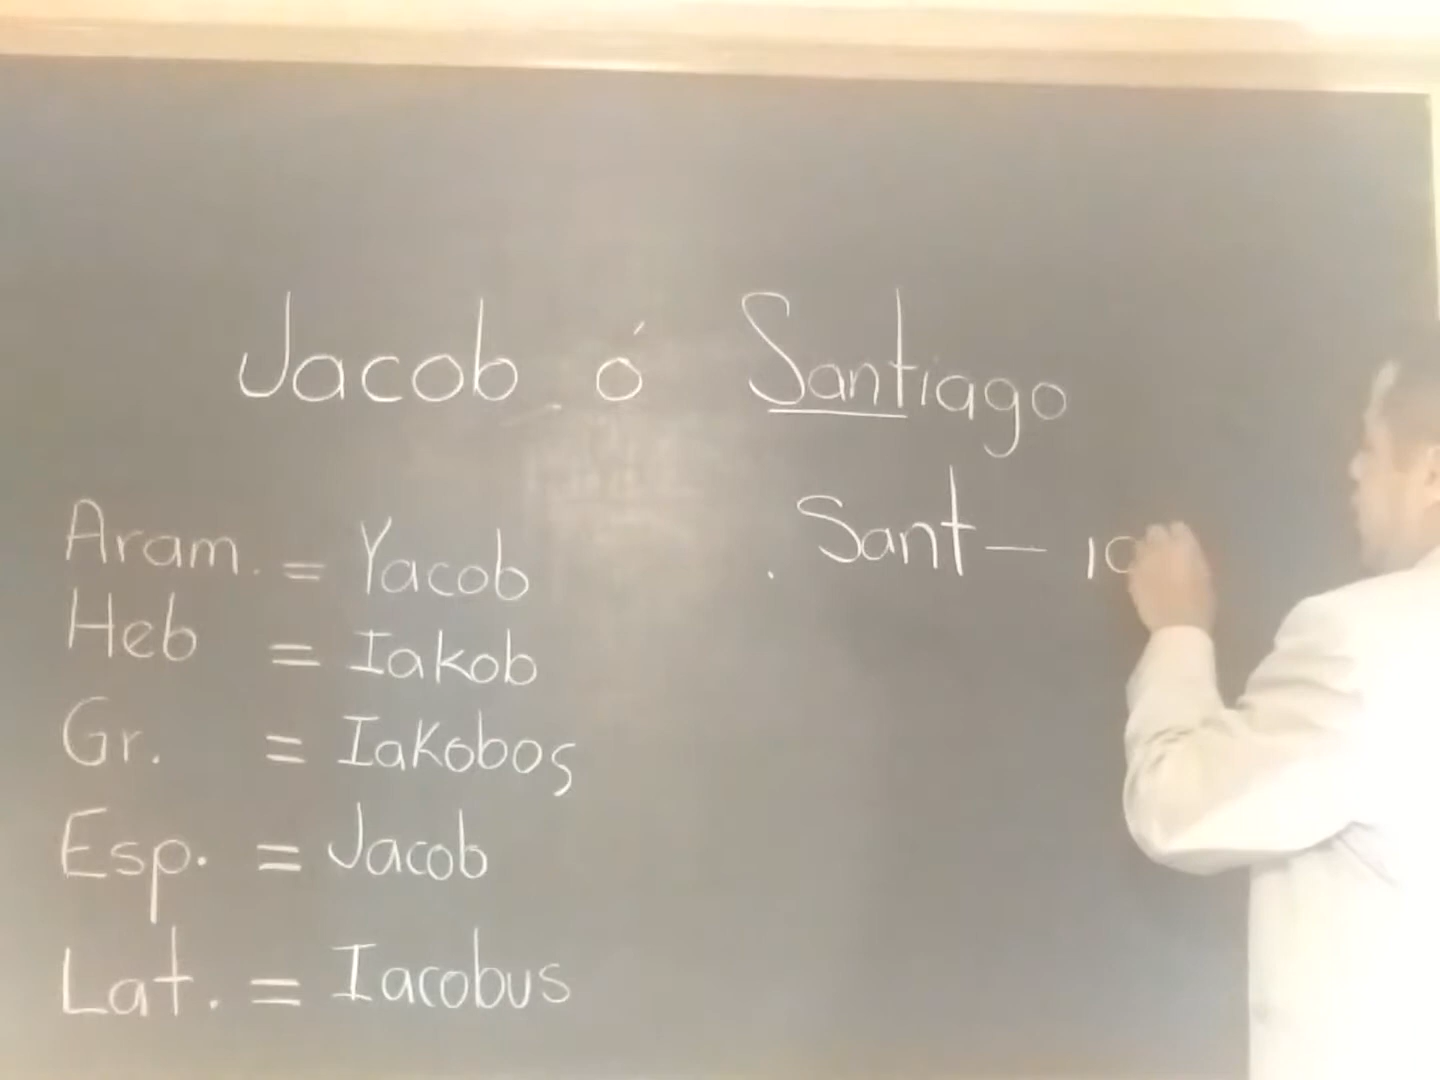 Jacob ó Santiago
Aram. = Yacob
Heb = Iakob
Gr. = Iakobos
Esp. = Jacob
Lat. = Iacobus
. Sant —